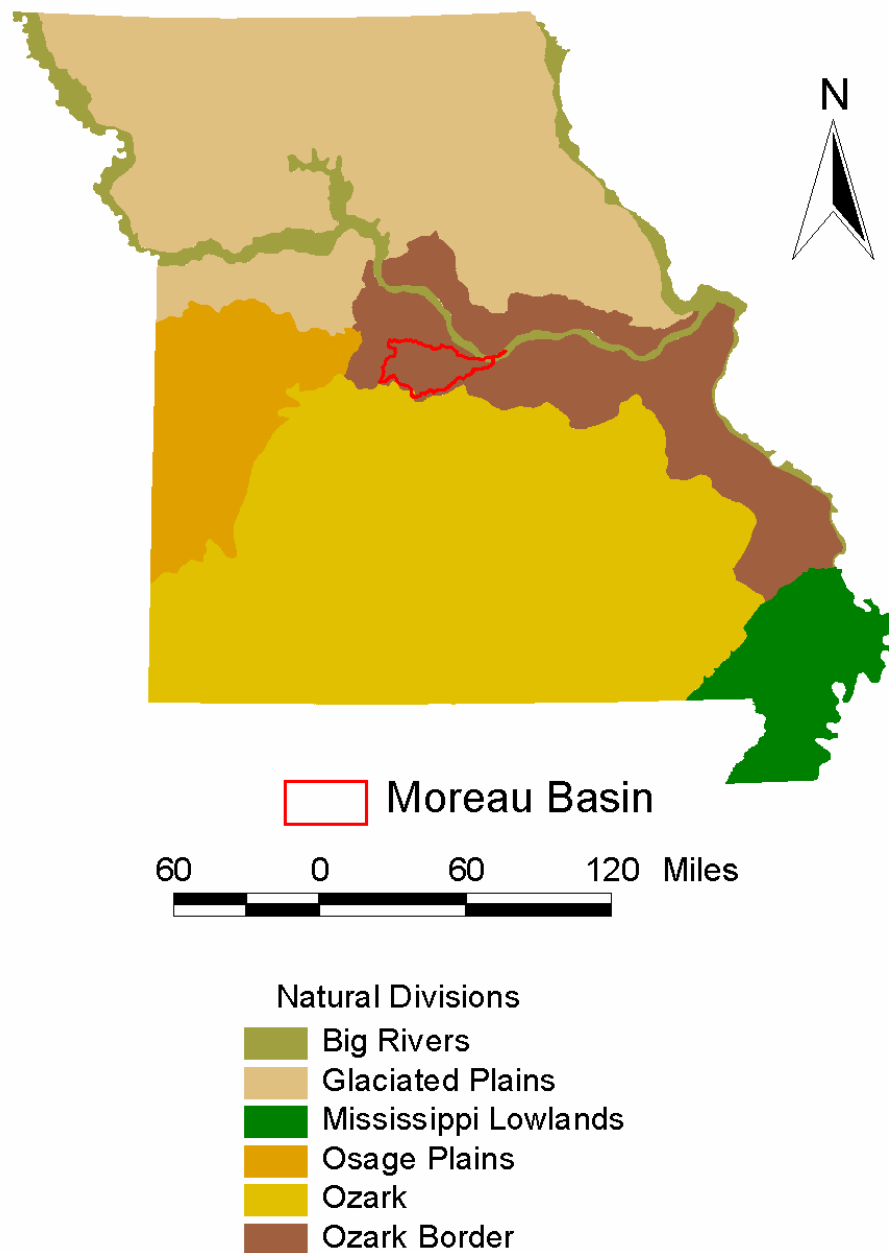 N
Moreau Basin
60 0 60 120 Miles
Natural Divisions
Big Rivers
Glaciated Plains
Mississippi Lowlands
Osage Plains
Ozark
Ozark Border